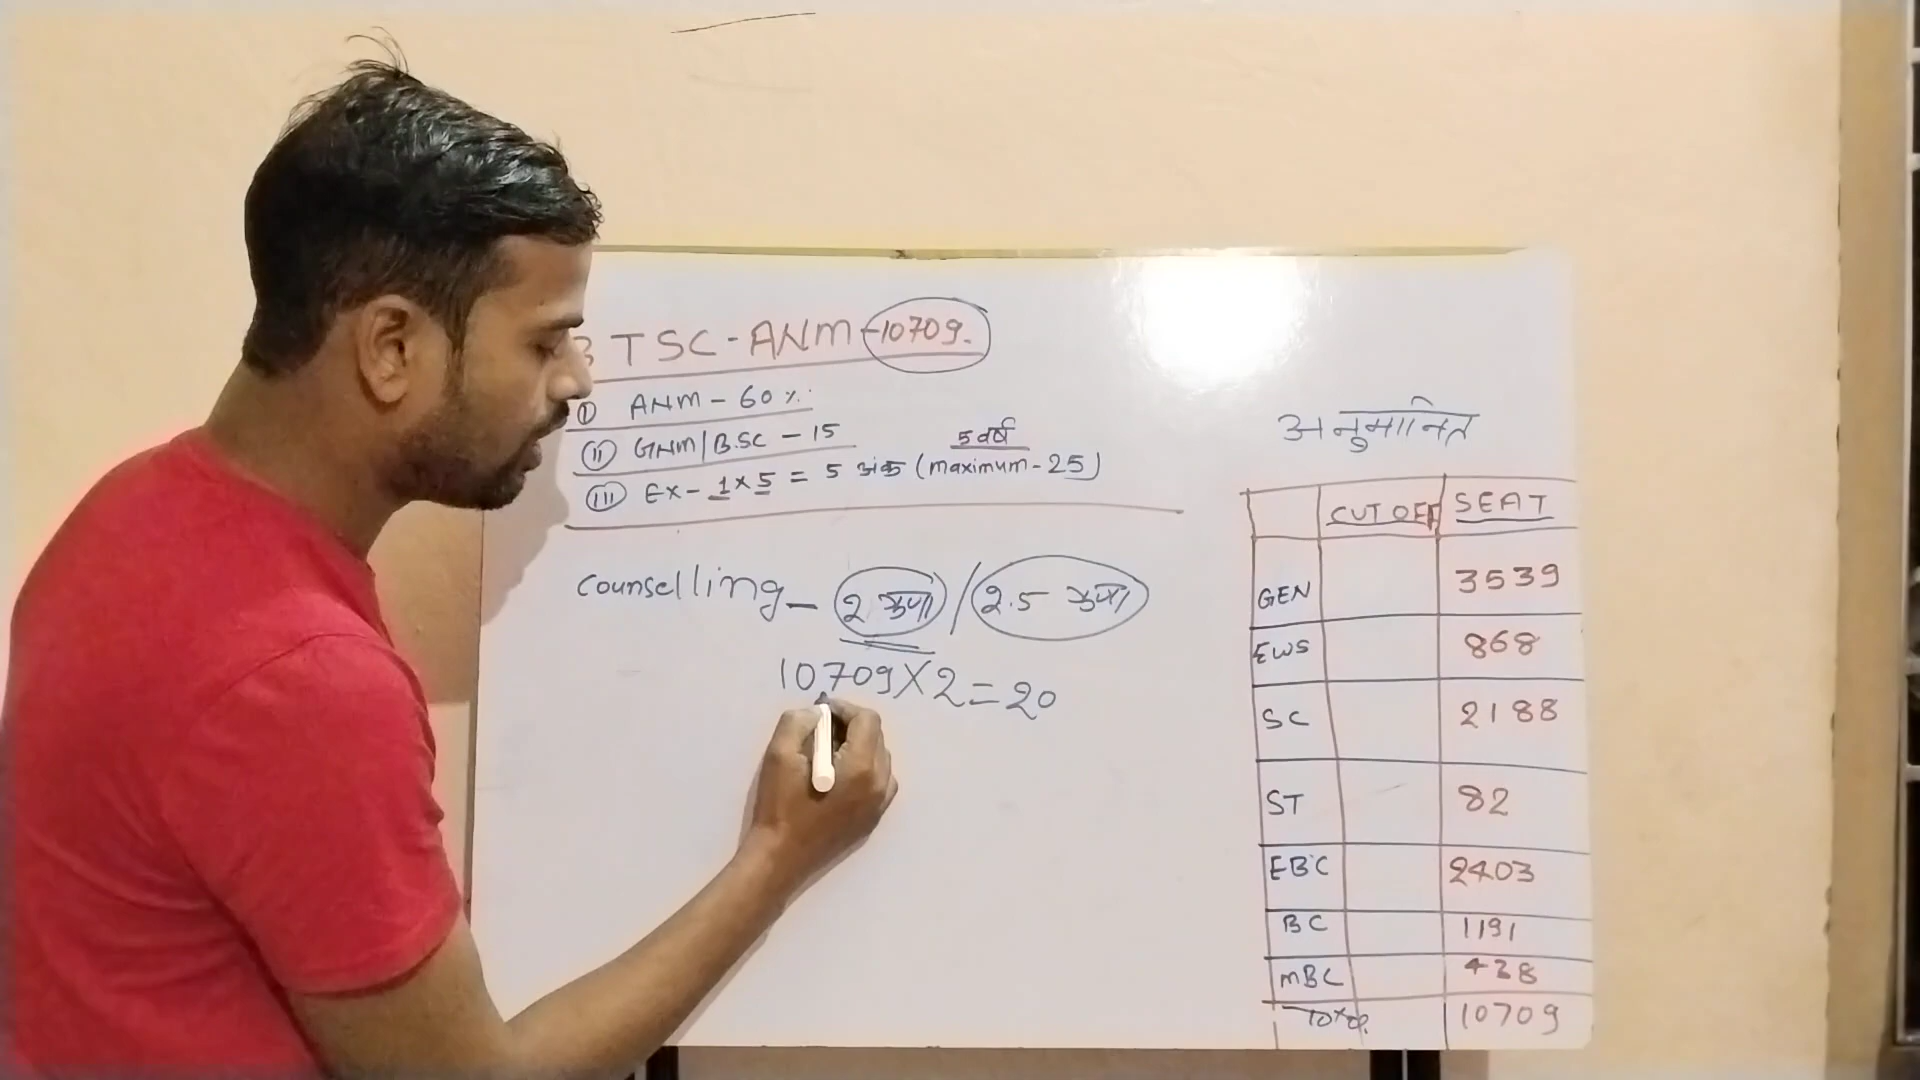 BTSC-ANM-10709.
① ANM - 60 %
② GNM/B.SC - 15
5 वर्ष
③ EX- 1 x 5 = 5 अंक (maximum-25)
Counselling - 2 गुणा / 2.5 गुणा
10709 X 2 = 20
अनुमानित
CUT OFF SEAT
GEN 3539
EWS 868
SC 2188
ST 82
EBC 2403
BC 1191
MBC 438
Total 10709